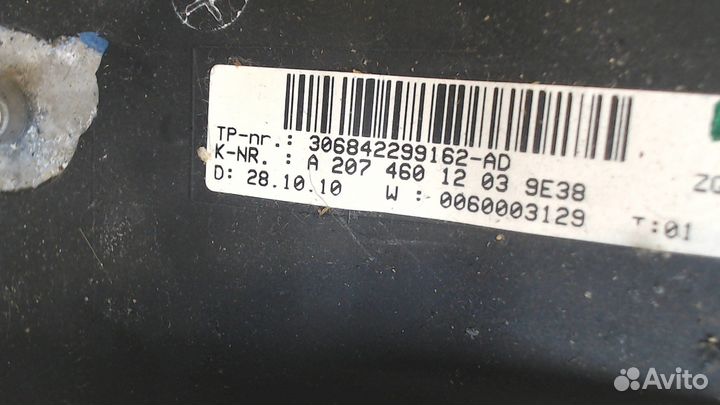 TP-nr.: 306842299162-AD
K-NR. : A 207 460 12 03 9E38
D: 28.10.10 W : 0060003129 T:01
Avito